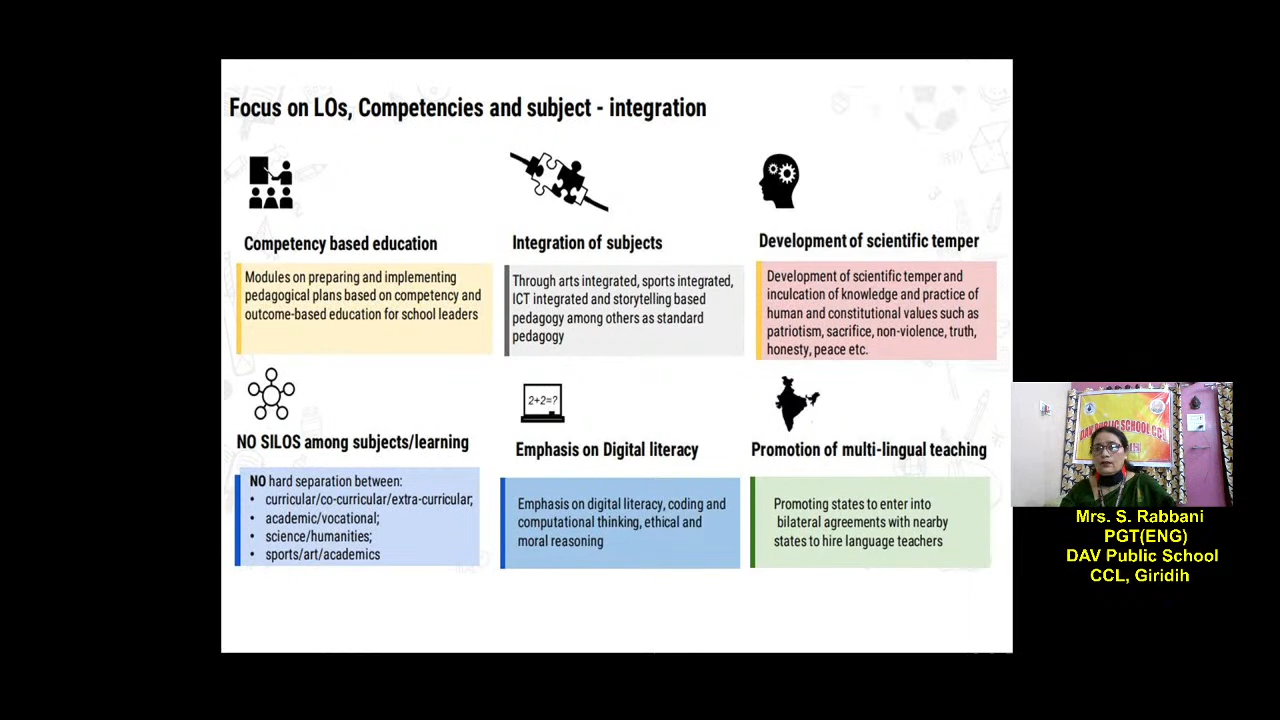 Focus on LOs, Competencies and subject - integration
Competency based education
Modules on preparing and implementing
pedagogical plans based on competency and
outcome-based education for school leaders
Integration of subjects
Through arts integrated, sports integrated,
ICT integrated and storytelling based
pedagogy among others as standard
pedagogy
Development of scientific temper
Development of scientific temper and
inculcation of knowledge and practice of
human and constitutional values such as
patriotism, sacrifice, non-violence, truth,
honesty, peace etc.
NO SILOS among subjects/learning
NO hard separation between:
• curricular/co-curricular/extra-curricular;
• academic/vocational;
• science/humanities;
• sports/art/academics
2+2=?
Emphasis on Digital literacy
Emphasis on digital literacy, coding and
computational thinking, ethical and
moral reasoning
Promotion of multi-lingual teaching
Promoting states to enter into
bilateral agreements with nearby
states to hire language teachers
DAV PUBLIC SCHOOL CCL
Mrs. S. Rabbani
PGT(ENG)
DAV Public School
CCL, Giridih